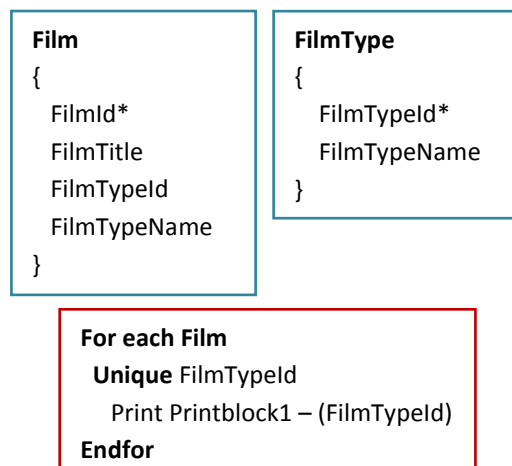 Film
{
FilmId*
FilmTitle
FilmTypeId
FilmTypeName
}
FilmType
{
FilmTypeId*
FilmTypeName
}
For each Film
Unique FilmTypeId
Print Printblock1 – (FilmTypeId)
Endfor